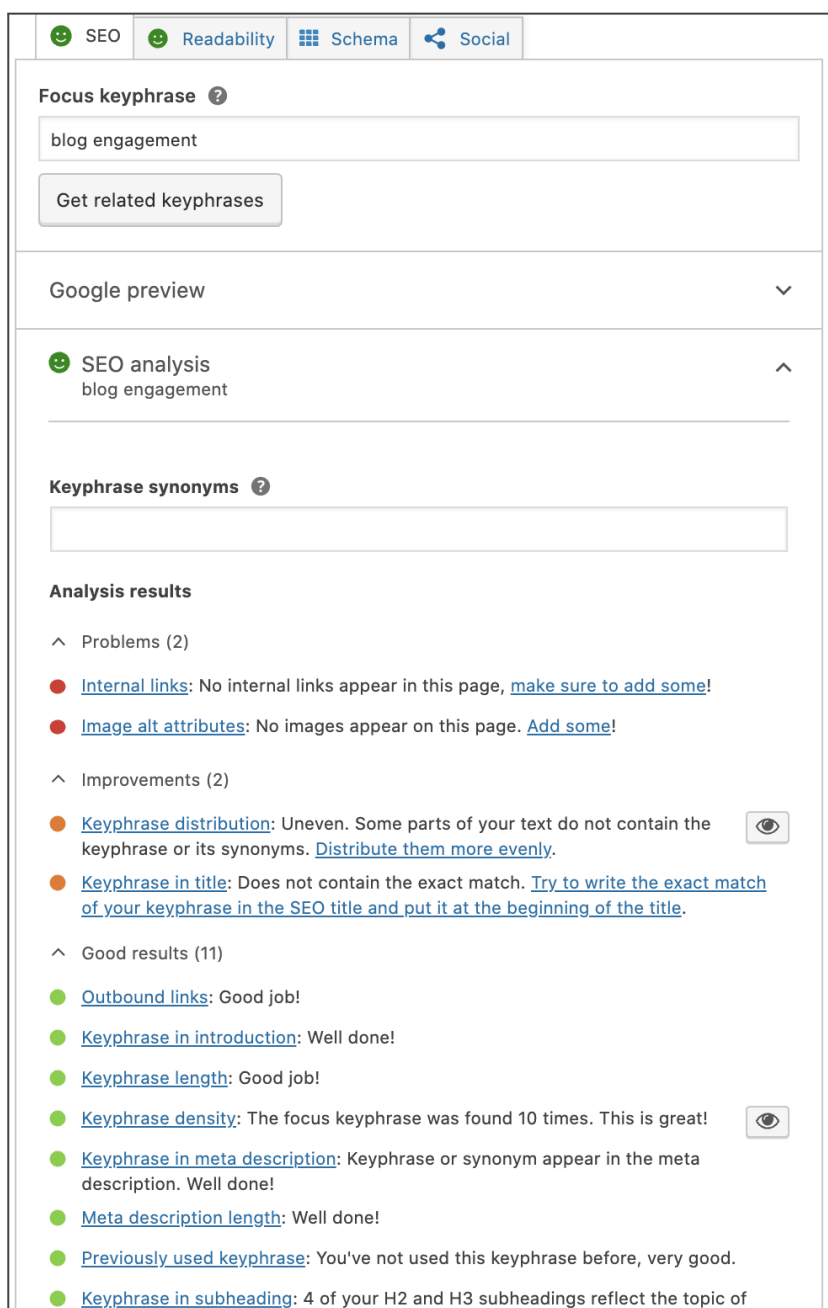 SEO
Readability
Schema
Social
Focus keyphrase
blog engagement
Get related keyphrases
Google preview
SEO analysis
blog engagement
Keyphrase synonyms
Analysis results
Problems (2)
Internal links: No internal links appear in this page, make sure to add some!
Image alt attributes: No images appear on this page. Add some!
Improvements (2)
Keyphrase distribution: Uneven. Some parts of your text do not contain the
keyphrase or its synonyms. Distribute them more evenly.
Keyphrase in title: Does not contain the exact match. Try to write the exact match
of your keyphrase in the SEO title and put it at the beginning of the title.
Good results (11)
Outbound links: Good job!
Keyphrase in introduction: Well done!
Keyphrase length: Good job!
Keyphrase density: The focus keyphrase was found 10 times. This is great!
Keyphrase in meta description: Keyphrase or synonym appear in the meta
description. Well done!
Meta description length: Well done!
Previously used keyphrase: You've not used this keyphrase before, very good.
Keyphrase in subheading: 4 of your H2 and H3 subheadings reflect the topic of